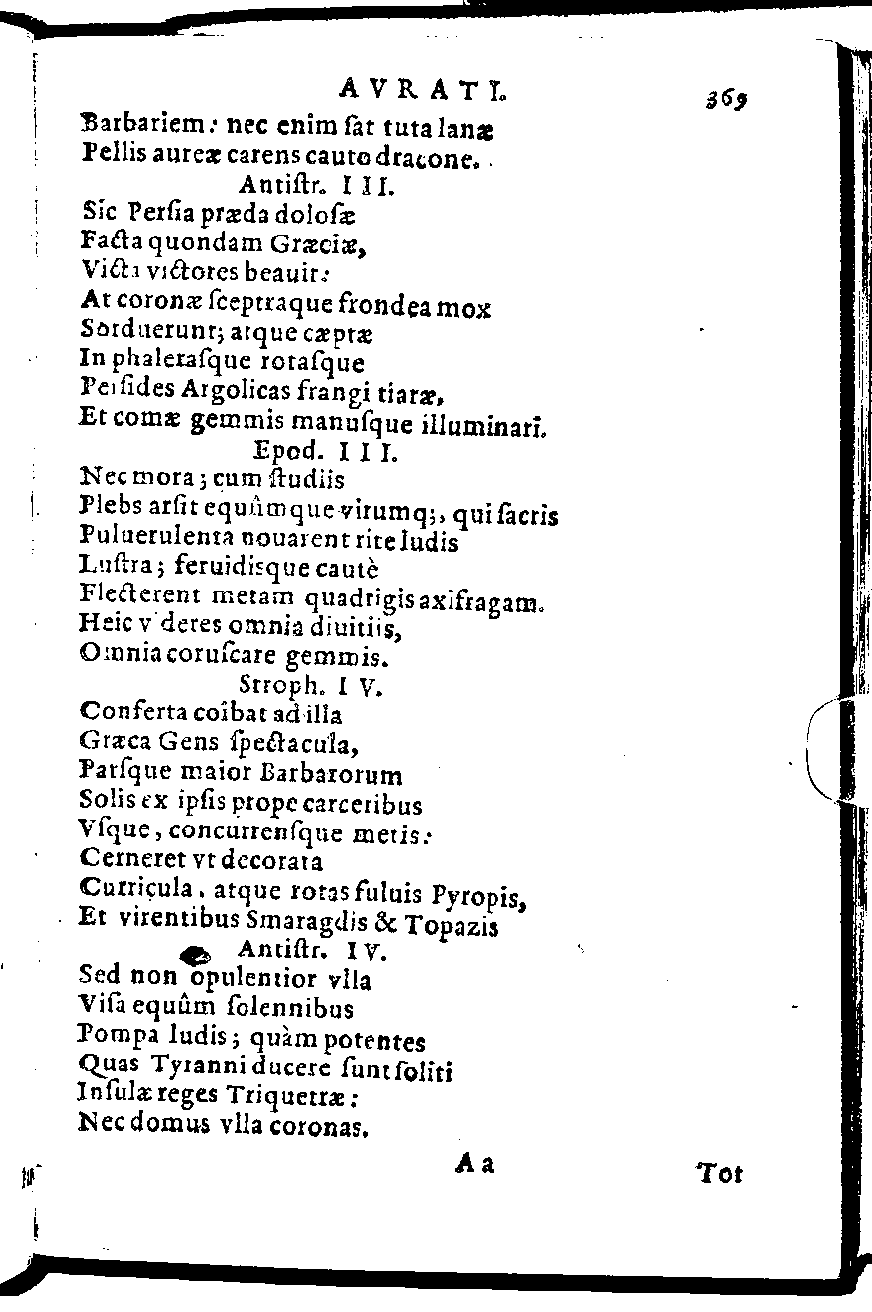 AVRATI.
369
Barbariem: nec enim ſat tuta lanæ
Pellis aureæ carens cauto dracone.
Antiſtr. III.
Sic Perſia præda doloſæ
Facta quondam Græciæ,
Victa victores beauit:
At coronæ ſceptraque frondea mox
Sorduerunt; atque cæptæ
In phaleraſque rotaſque
Perſides Argolicas frangi tiaræ,
Et comæ gemmis manuſque illuminari.
Epod. III.
Nec mora; cum ſtudiis
Plebs arſit equûmque virumq;, qui ſacris
Puluerulenta nouarent rite ludis
Luſtra; feruidiſque cautè
Flecterent metam quadrigis axifragam.
Heic videres omnia diuitiis,
Omnia coruſcare gemmis.
Stroph. IV.
Conferta coibat ad illa
Græca Gens ſpectacula,
Parſque maior Barbarorum
Solis ex ipſis prope carceribus
Vſque, concurrenſque metis:
Cerneret vt decorata
Curricula, atque rotas fuluis Pyropis,
Et virentibus Smaragdis & Topazis
Antiſtr. IV.
Sed non opulentior vlla
Viſa equûm ſolennibus
Pompa ludis; quàm potentes
Quas Tyranni ducere ſunt ſoliti
Inſulæ reges Triquetræ:
Nec domus vlla coronas.
Aa
Tot